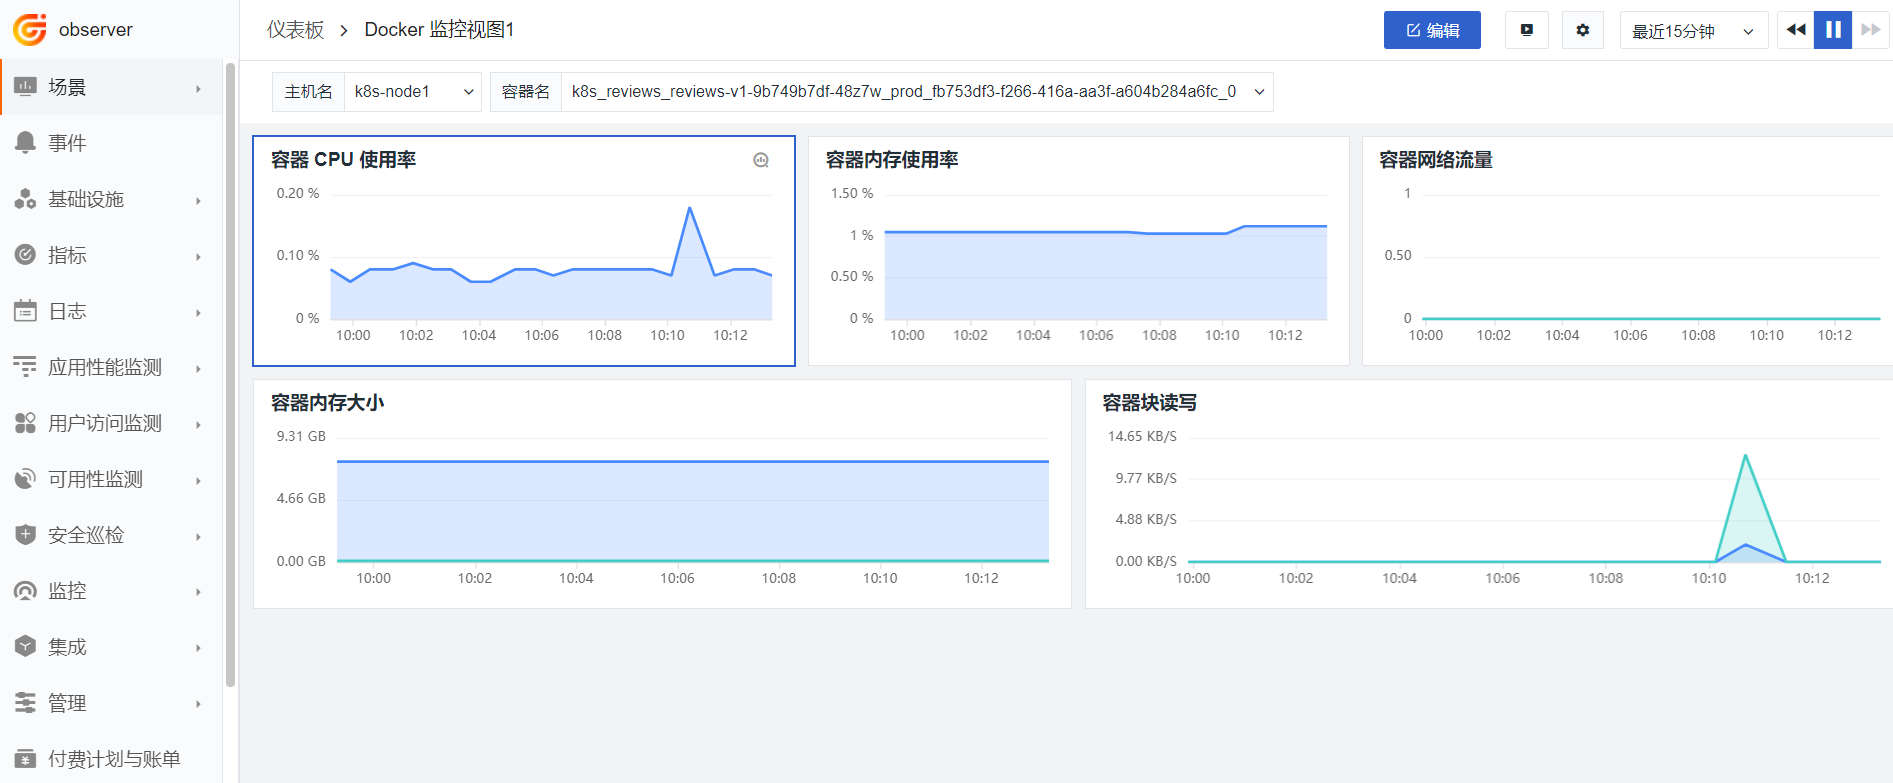 observer
场景
事件
基础设施
指标
日志
应用性能监测
用户访问监测
可用性监测
安全巡检
监控
集成
管理
付费计划与账单
仪表板 > Docker 监控视图1
编辑
最近15分钟
主机名 k8s-node1 容器名 k8s_reviews_reviews-v1-9b749b7df-48z7w_prod_fb753df3-f266-416a-aa3f-a604b284a6fc_0
容器 CPU 使用率
0.20 %
0.10 %
0 %
10:00 10:02 10:04 10:06 10:08 10:10 10:12
容器内存使用率
1.50 %
1 %
0.50 %
0 %
10:00 10:02 10:04 10:06 10:08 10:10 10:12
容器网络流量
1
0.50
0
10:00 10:02 10:04 10:06 10:08 10:10 10:12
容器内存大小
9.31 GB
4.66 GB
0.00 GB
10:00 10:02 10:04 10:06 10:08 10:10 10:12
容器块读写
14.65 KB/S
9.77 KB/S
4.88 KB/S
0.00 KB/S
10:00 10:02 10:04 10:06 10:08 10:10 10:12